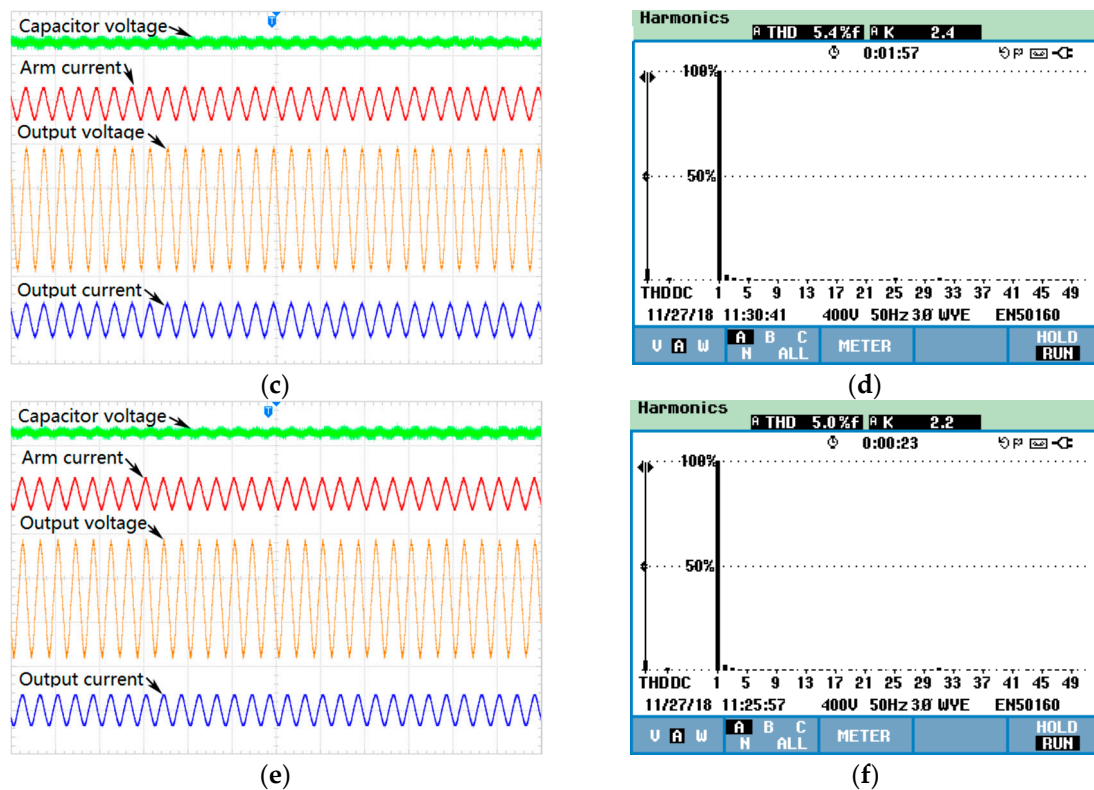 Capacitor voltage
Arm current
Output voltage
Output current
(c)
Harmonics
A THD 5.4%f A K 2.4
0:01:57
100%
50%
THDDC 1 5 9 13 17 21 25 29 33 37 41 45 49
11/27/18 11:30:41 400V 50Hz 3Ø WYE EN50160
V A W A B C N ALL METER HOLD RUN
(d)
Capacitor voltage
Arm current
Output voltage
Output current
(e)
Harmonics
A THD 5.0%f A K 2.2
0:00:23
100%
50%
THDDC 1 5 9 13 17 21 25 29 33 37 41 45 49
11/27/18 11:25:57 400V 50Hz 3Ø WYE EN50160
V A W A B C N ALL METER HOLD RUN
(f)